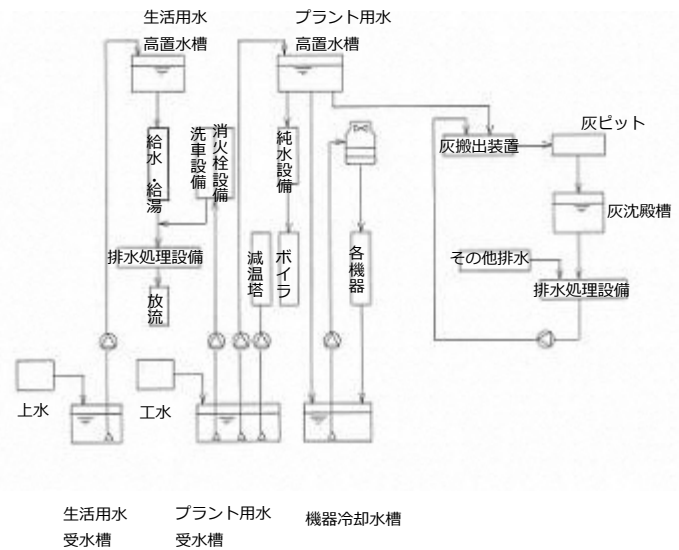 生活用水
高置水槽
プラント用水
高置水槽
給水・給湯
洗車設備
消火栓設備
純水設備
灰搬出装置
灰ピット
灰沈殿槽
排水処理設備
減温塔
ボイラ
各機器
その他排水
排水処理設備
放流
上水
工水
生活用水
受水槽
プラント用水
受水槽
機器冷却水槽